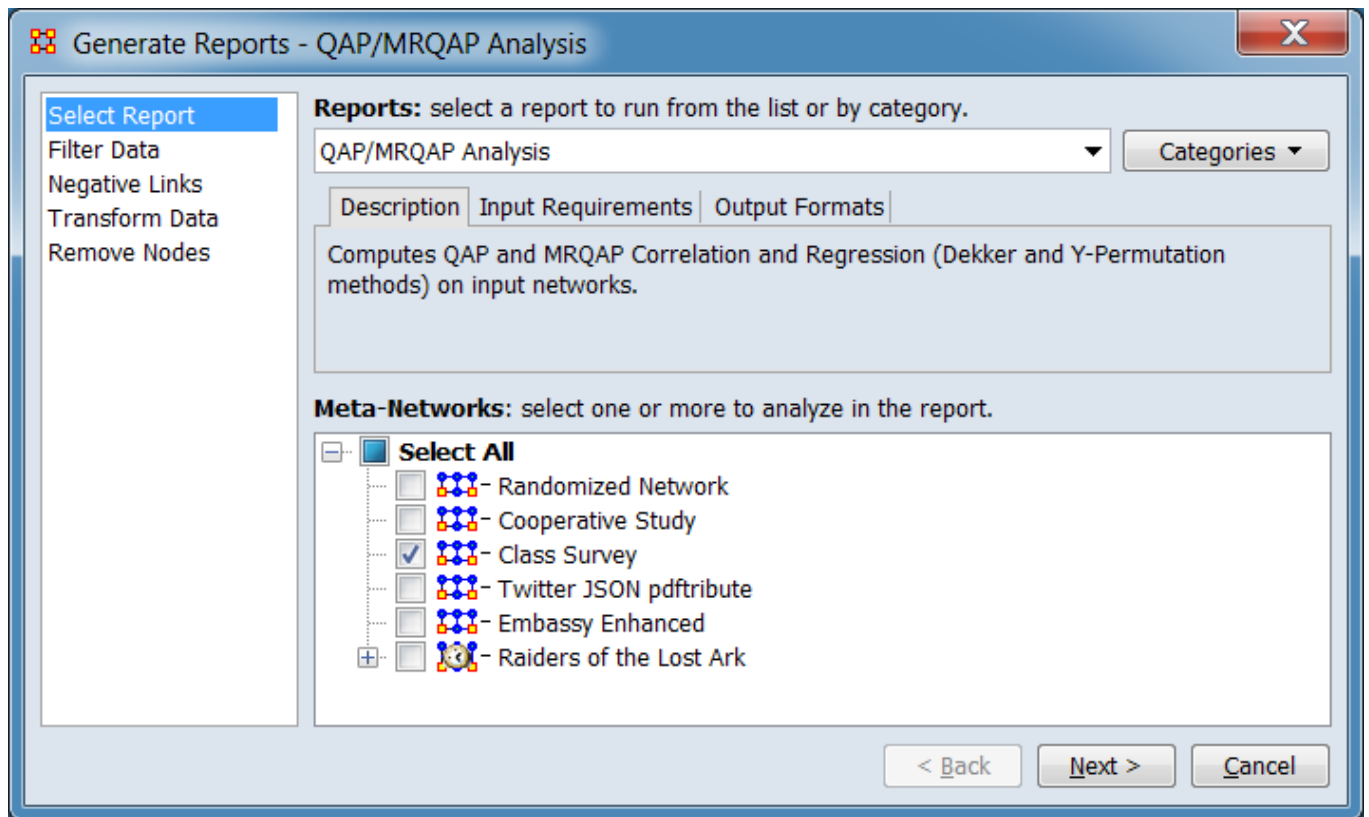 Generate Reports - QAP/MRQAP Analysis
Select Report
Filter Data
Negative Links
Transform Data
Remove Nodes
Reports: select a report to run from the list or by category.
QAP/MRQAP Analysis
Categories
Description
Input Requirements
Output Formats
Computes QAP and MRQAP Correlation and Regression (Dekker and Y-Permutation
methods) on input networks.
Meta-Networks: select one or more to analyze in the report.
Select All
Randomized Network
Cooperative Study
Class Survey
Twitter JSON pdftribute
Embassy Enhanced
Raiders of the Lost Ark
< Back
Next >
Cancel